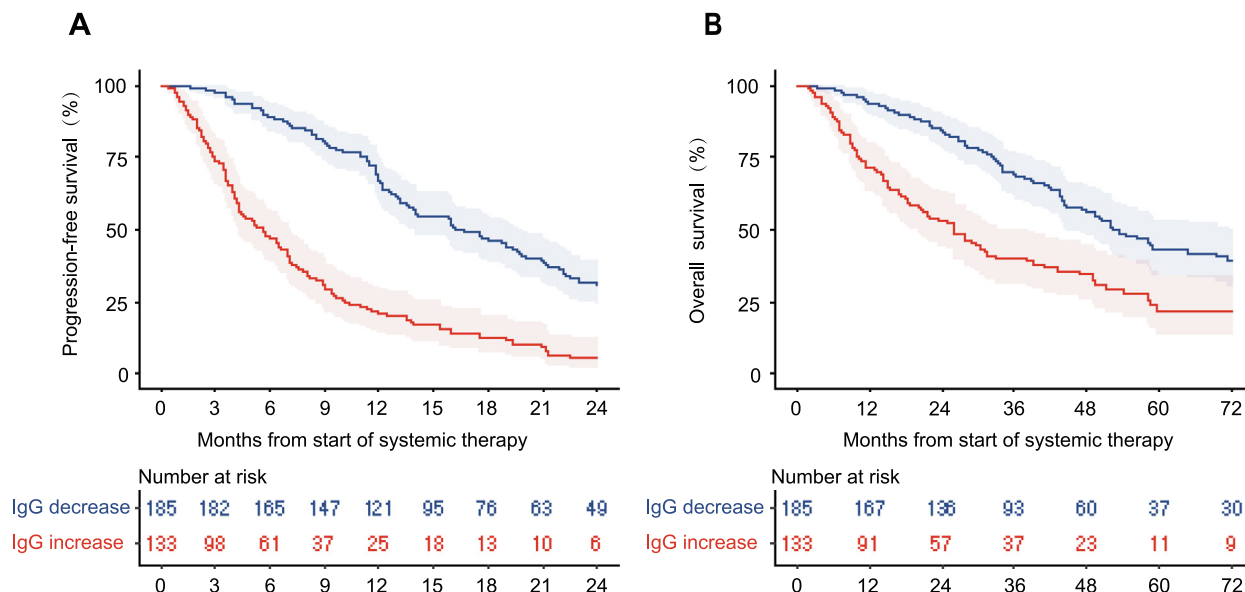 A
Progression-free survival (%)
100
75
50
25
0
0 3 6 9 12 15 18 21 24
Months from start of systemic therapy
Number at risk
IgG decrease 185 182 165 147 121 95 76 63 49
IgG increase 133 98 61 37 25 18 13 10 6
0 3 6 9 12 15 18 21 24
B
Overall survival (%)
100
75
50
25
0
0 12 24 36 48 60 72
Months from start of systemic therapy
Number at risk
IgG decrease 185 167 136 93 60 37 30
IgG increase 133 91 57 37 23 11 9
0 12 24 36 48 60 72